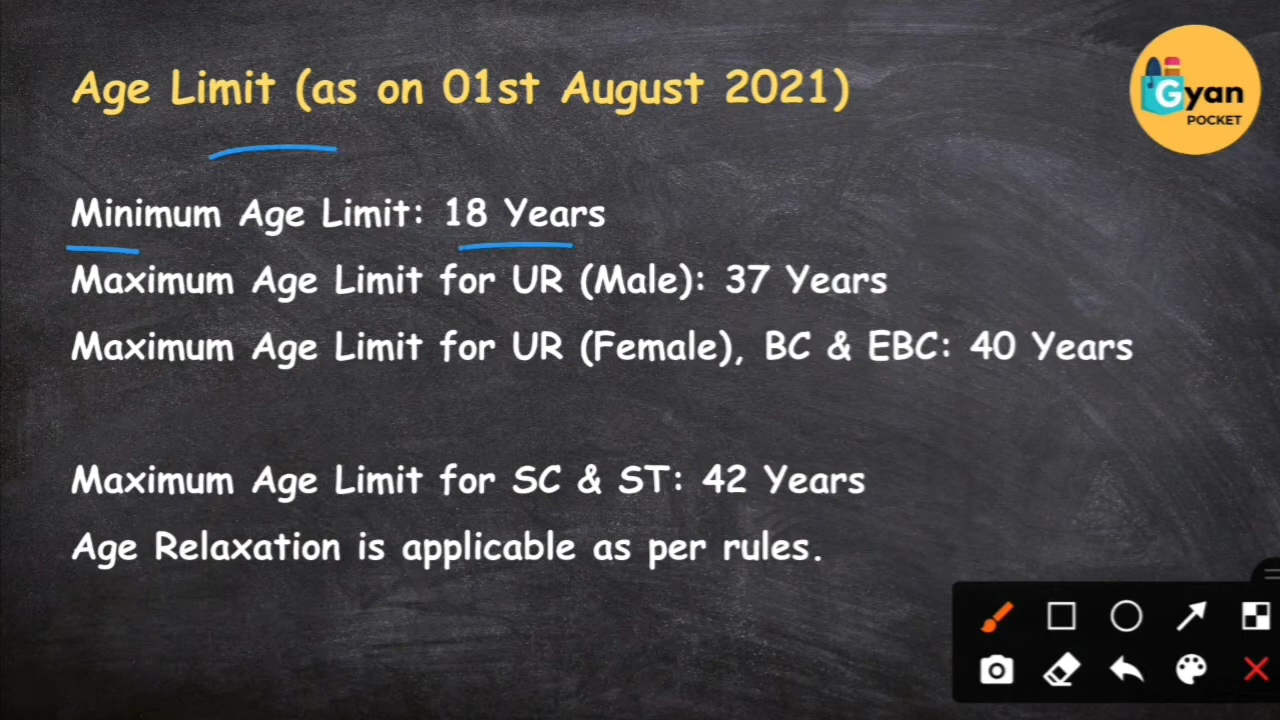 Age Limit (as on 01st August 2021)
Gyan
POCKET
Minimum Age Limit: 18 Years
Maximum Age Limit for UR (Male): 37 Years
Maximum Age Limit for UR (Female), BC & EBC: 40 Years
Maximum Age Limit for SC & ST: 42 Years
Age Relaxation is applicable as per rules.